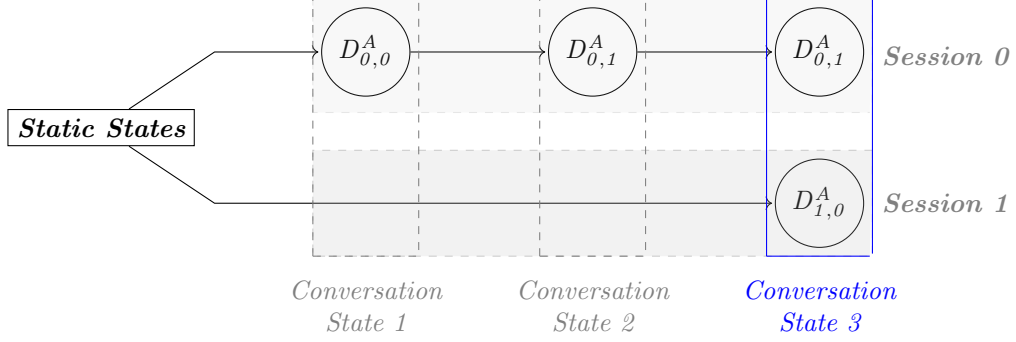 D^A_{0,0} D^A_{0,1} D^A_{0,1} Session 0
Static States
D^A_{1,0} Session 1
Conversation Conversation Conversation
State 1 State 2 State 3